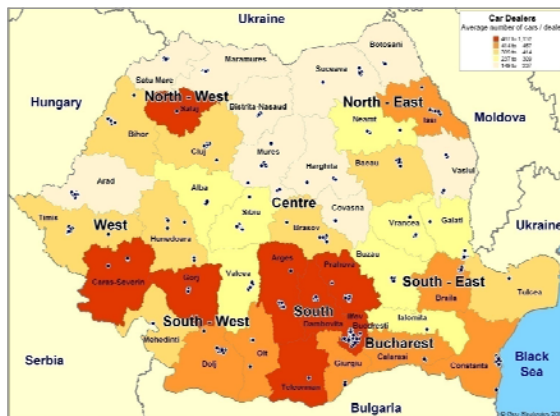 Ukraine
Car Dealers
Average number of cars / dealer
Botosani
Maramures
Suceava
Satu Mare
North - West
North - East
Hungary
Salaj
Bistrita-Nasaud
Iasi
Moldova
Neamt
Bihor
Cluj
Mures
Bacau
Vaslui
Harghita
Arad
Alba
Centre
Sibiu
Covasna
Timis
West
Hunedoara
Brasov
Vrancea
Galati
Ukraine
Buzau
Arges
Prahova
Caras-Severin
Gorj
Valcea
South - East
Braila
Tulcea
South
Ilfov
South - West
Dambovita
Bucuresti
Ialomita
Mehedinti
Bucharest
Olt
Black
Sea
Serbia
Dolj
Giurgiu
Calarasi
Constanta
Teleorman
Bulgaria